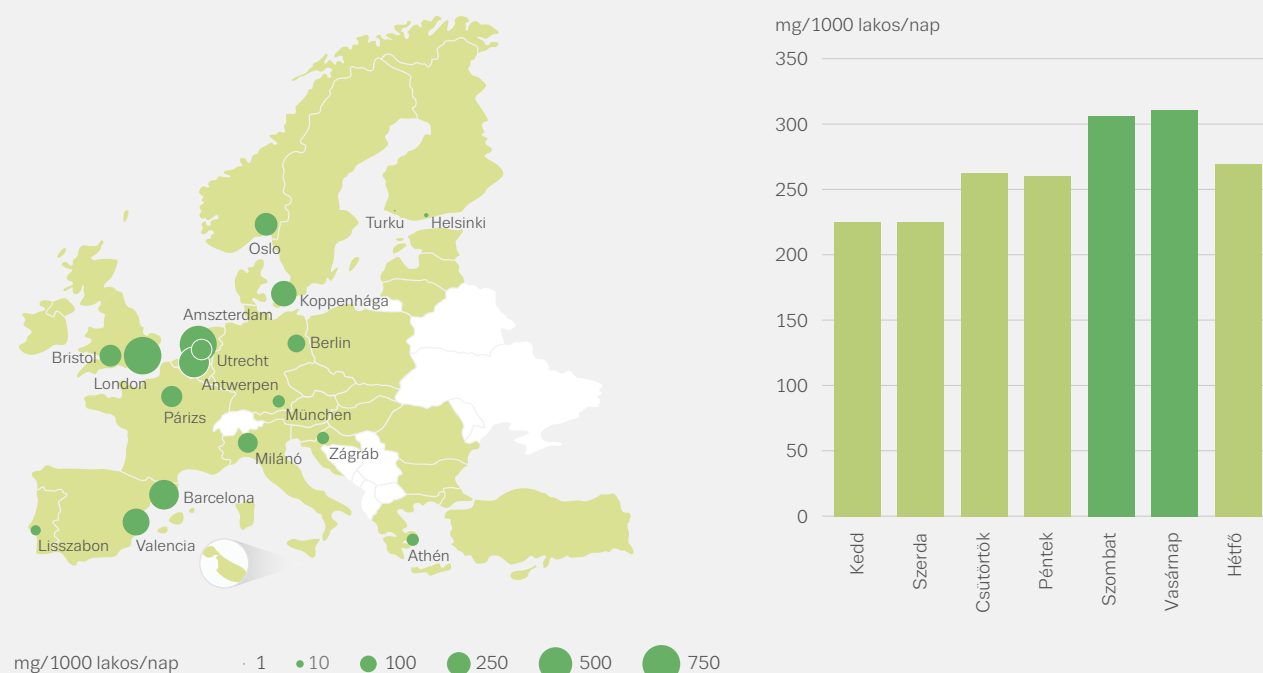 Turku
Helsinki
Oslo
Koppenhága
Amszterdam
Berlin
Bristol
Utrecht
London
Antwerpen
Párizs
München
Zágráb
Milánó
Barcelona
Lisszabon
Valencia
Athén
mg/1000 lakos/nap
1
10
100
250
500
750
mg/1000 lakos/nap
350
300
250
200
150
100
50
0
Kedd
Szerda
Csütörtök
Péntek
Szombat
Vasárnap
Hétfő